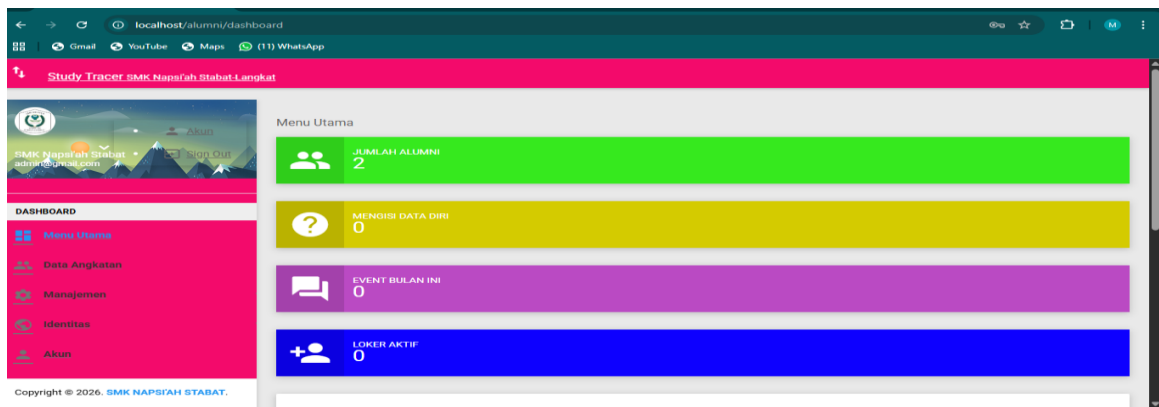 localhost/alumni/dashboard
M
Gmail YouTube Maps (11) WhatsApp
Study Tracer SMK Napsi'ah Stabat-Langkat
Akun
Sign Out
SMK Napsi'ah Stabat
admin@gmail.com
DASHBOARD
Menu Utama
Data Angkatan
Manajemen
Identitas
Akun
Copyright © 2026. SMK NAPSI'AH STABAT.
Menu Utama
JUMLAH ALUMNI
2
MENGISI DATA DIRI
0
EVENT BULAN INI
0
LOKER AKTIF
0